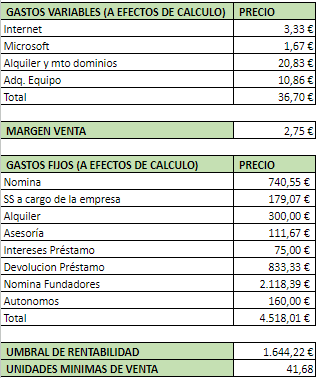 GASTOS VARIABLES (A EFECTOS DE CALCULO) PRECIO
Internet 3,33 €
Microsoft 1,67 €
Alquiler y mto dominios 20,83 €
Adq. Equipo 10,86 €
Total 36,70 €
MARGEN VENTA 2,75 €
GASTOS FIJOS (A EFECTOS DE CALCULO) PRECIO
Nomina 740,55 €
SS a cargo de la empresa 179,07 €
Alquiler 300,00 €
Asesoría 111,67 €
Intereses Préstamo 75,00 €
Devolucion Préstamo 833,33 €
Nomina Fundadores 2.118,39 €
Autonomos 160,00 €
Total 4.518,01 €
UMBRAL DE RENTABILIDAD 1.644,22 €
UNIDADES MINIMAS DE VENTA 41,68